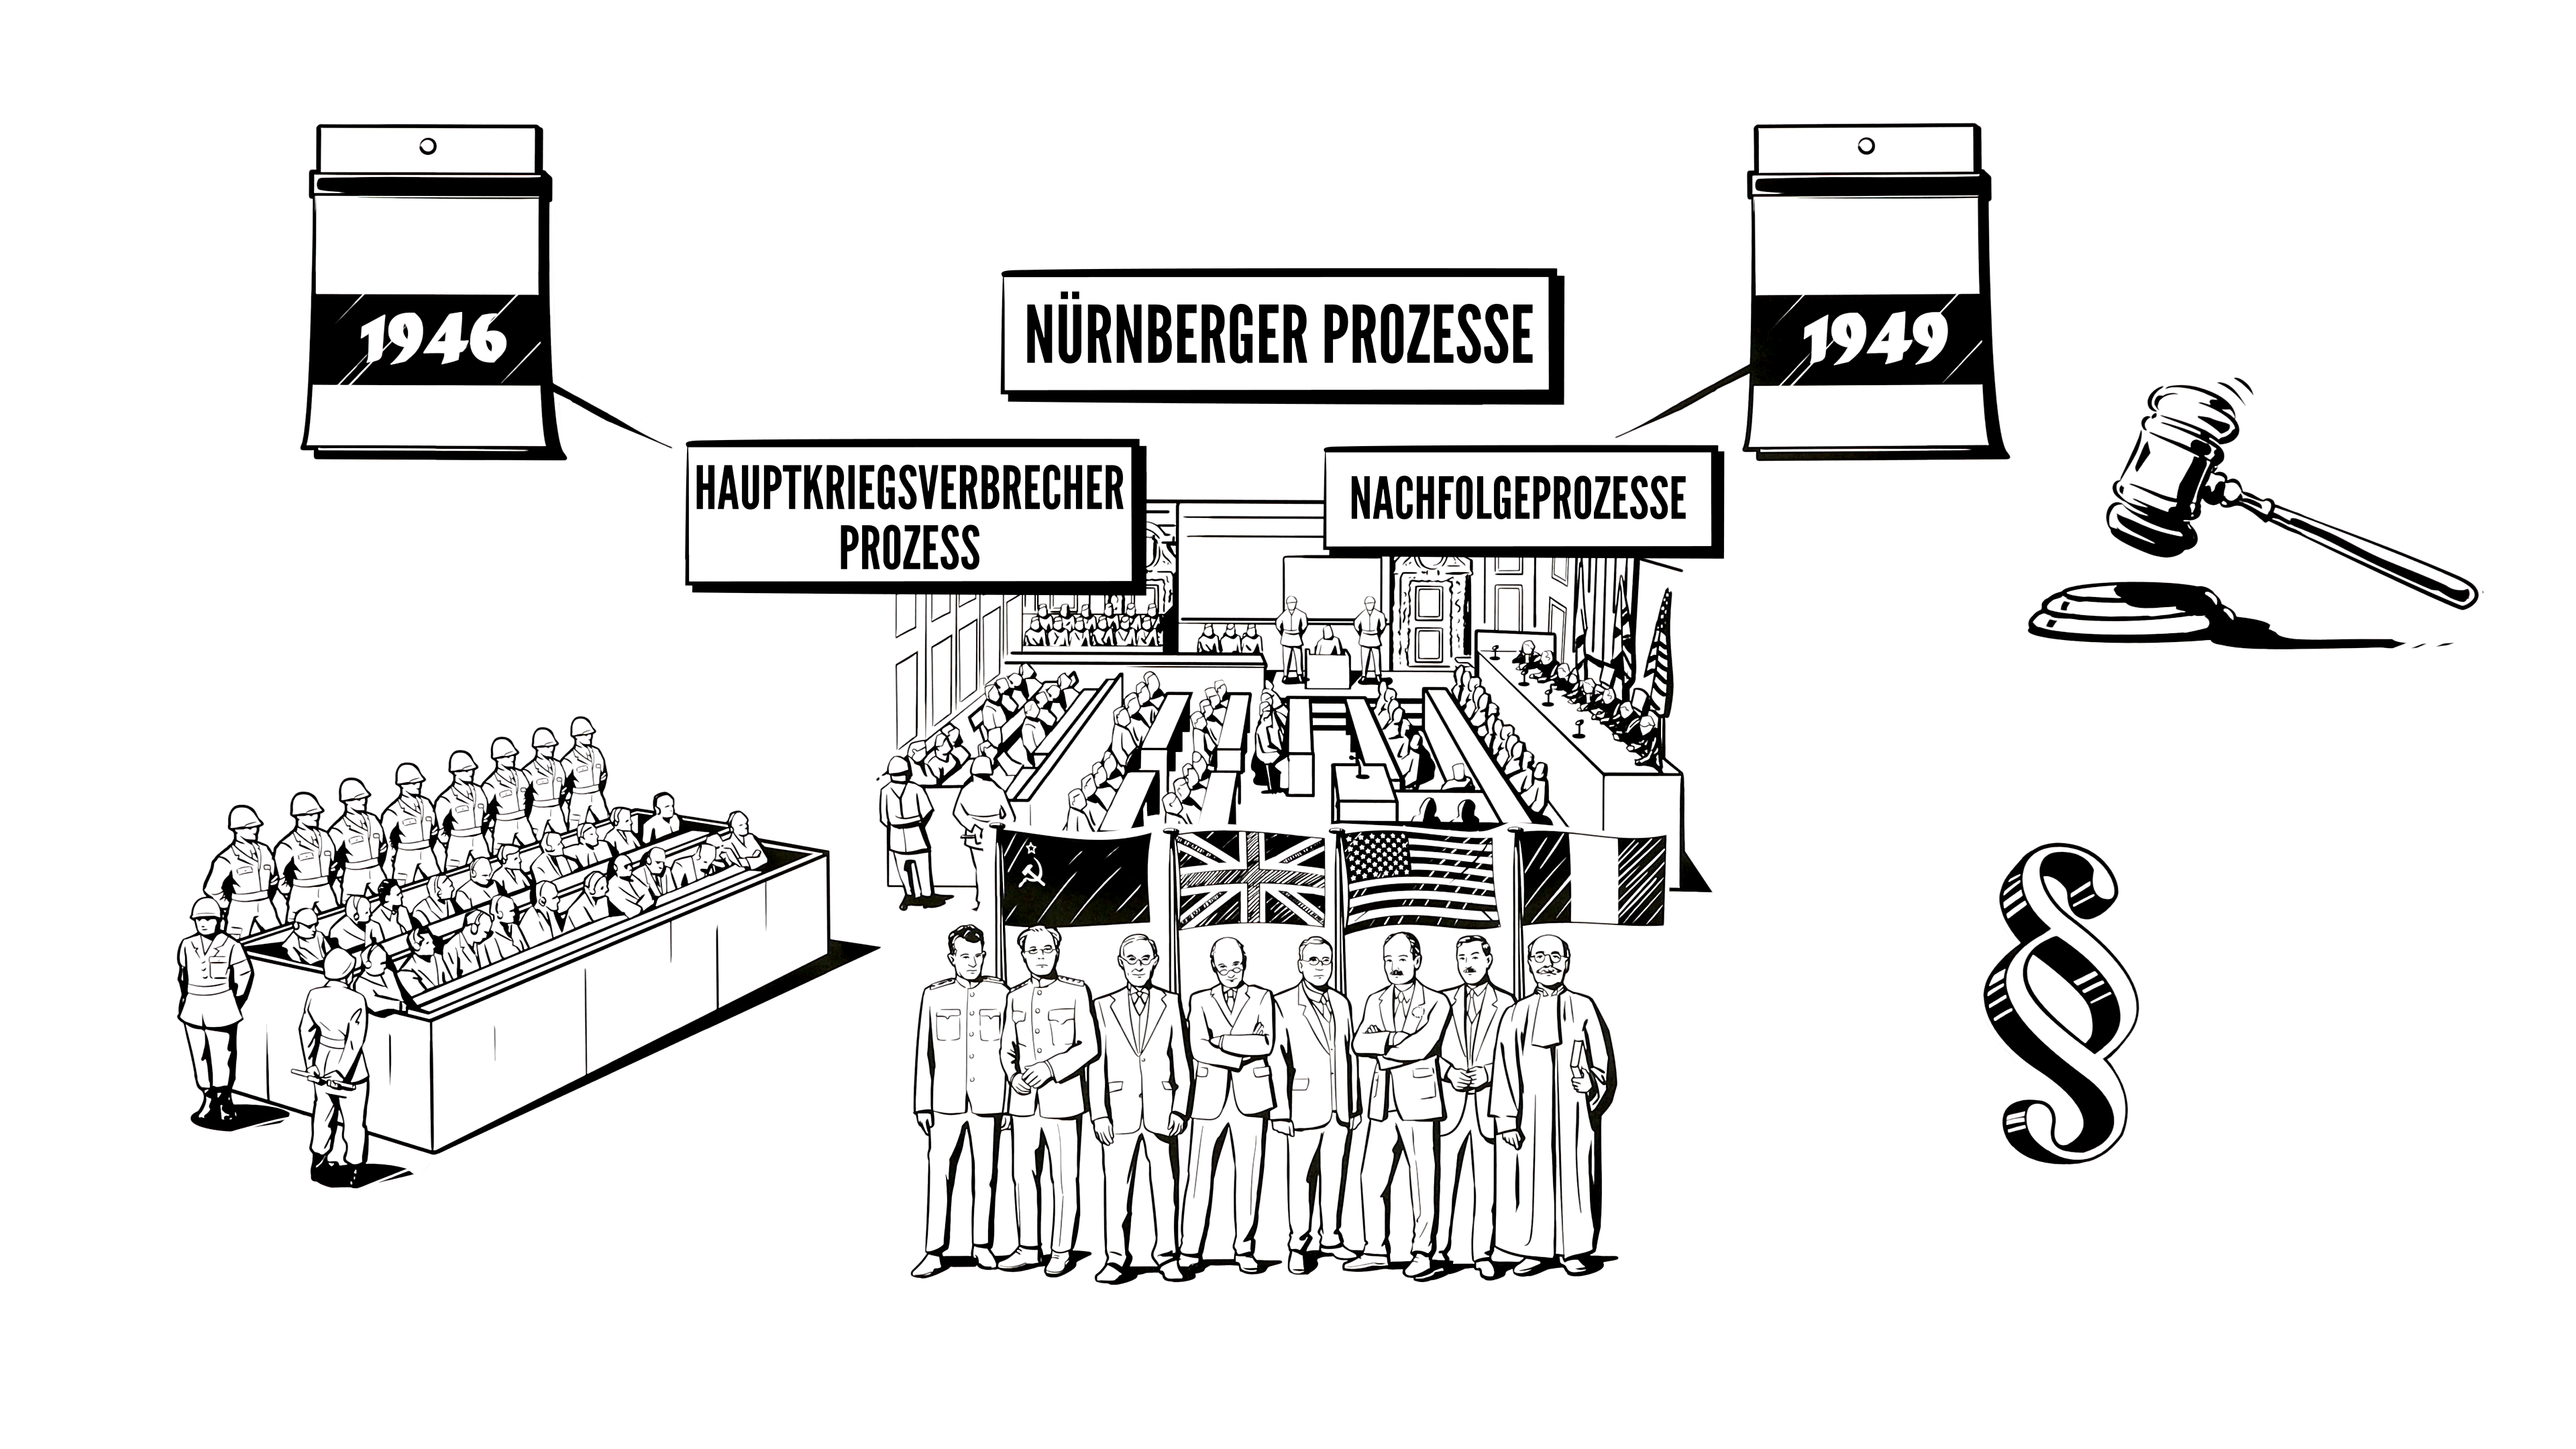 1946
NÜRNBERGER PROZESSE
1949
HAUPTKRIEGSVERBRECHER
PROZESS
NACHFOLGEPROZESSE
§